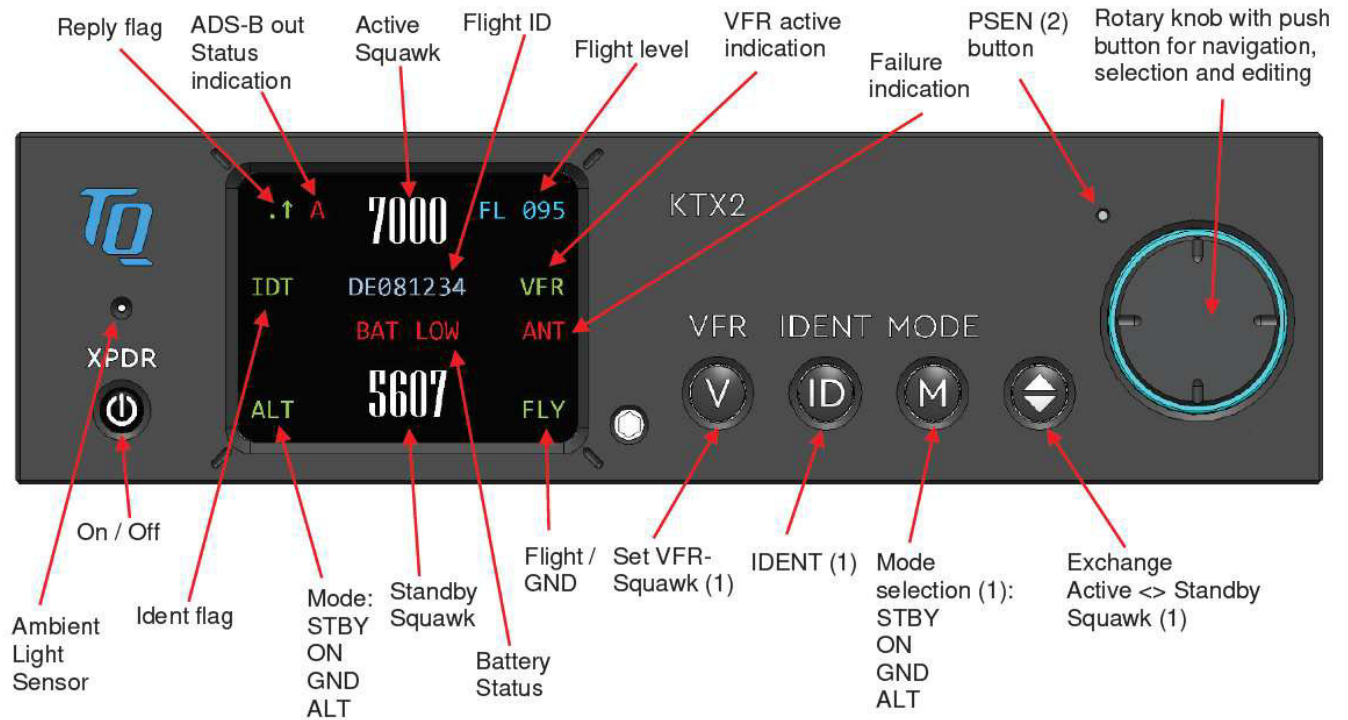 Reply flag
ADS-B out
Status
indication
Active
Squawk
Flight ID
Flight level
VFR active
indication
Failure
indication
PSEN (2)
button
Rotary knob with push
button for navigation,
selection and editing
TQ
XPDR
.↑ A 7000 FL 095
IDT DE081234 VFR
BAT LOW ANT
ALT 5607 FLY
KTX2
VFR IDENT MODE
V ID M
On / Off
Ambient
Light
Sensor
Ident flag
Mode:
STBY
ON
GND
ALT
Standby
Squawk
Battery
Status
Flight /
GND
Set VFR-
Squawk (1)
IDENT (1)
Mode
selection (1):
STBY
ON
GND
ALT
Exchange
Active <> Standby
Squawk (1)